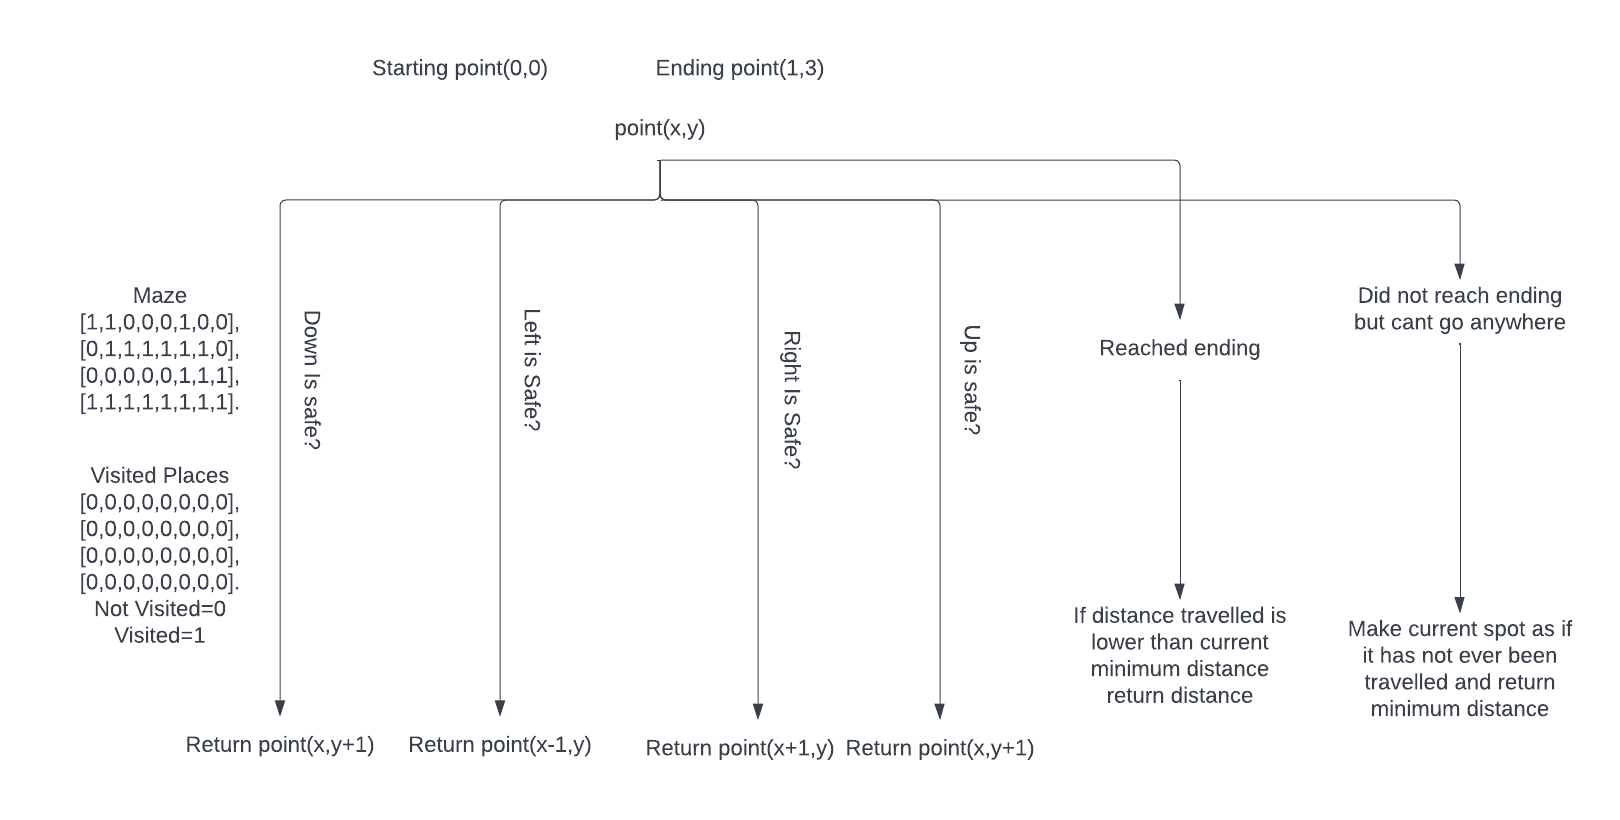 Starting point(0,0)
Ending point(1,3)
point(x,y)
Maze
[1,1,0,0,0,1,0,0],
[0,1,1,1,1,1,1,0],
[0,0,0,0,0,1,1,1],
[1,1,1,1,1,1,1,1].
Visited Places
[0,0,0,0,0,0,0,0],
[0,0,0,0,0,0,0,0],
[0,0,0,0,0,0,0,0],
[0,0,0,0,0,0,0,0].
Not Visited=0
Visited=1
Down Is safe?
Left is Safe?
Right Is Safe?
Up is safe?
Reached ending
Did not reach ending
but cant go anywhere
Return point(x,y+1)
Return point(x-1,y)
Return point(x+1,y)
Return point(x,y+1)
If distance travelled is
lower than current
minimum distance
return distance
Make current spot as if
it has not ever been
travelled and return
minimum distance